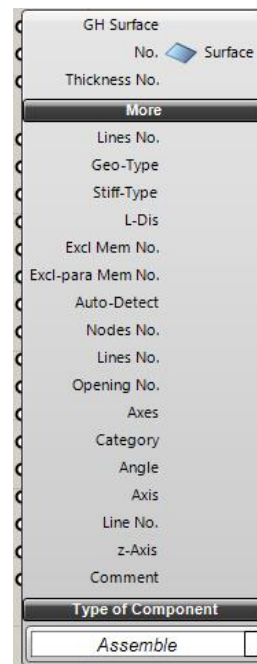 GH Surface
No. Surface
Thickness No.
More
Lines No.
Geo-Type
Stiff-Type
L-Dis
Excl Mem No.
Excl-para Mem No.
Auto-Detect
Nodes No.
Lines No.
Opening No.
Axes
Category
Angle
Axis
Line No.
z-Axis
Comment
Type of Component
Assemble